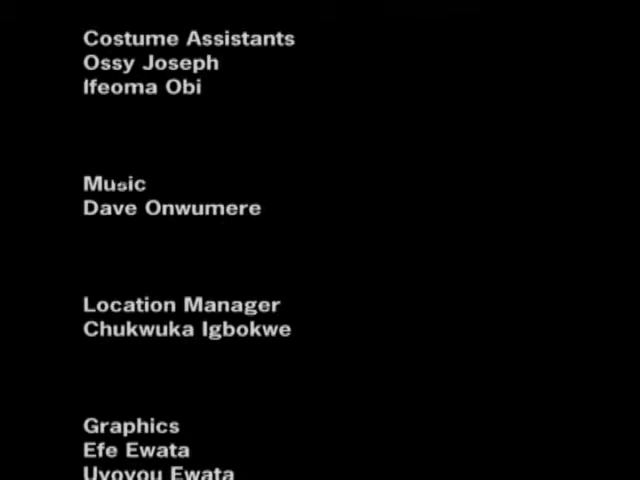 Costume Assistants
Ossy Joseph
Ifeoma Obi
Music
Dave Onwumere
Location Manager
Chukwuka Igbokwe
Graphics
Efe Ewata
Uyoyou Ewata